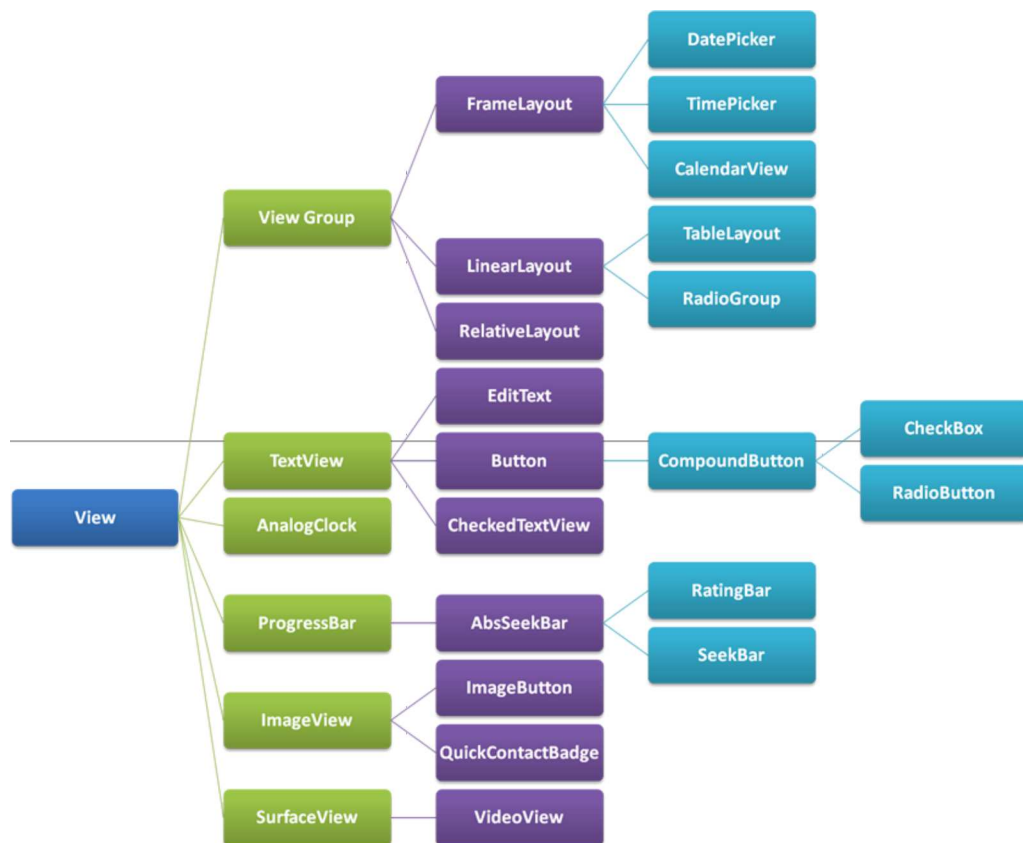 DatePicker
FrameLayout
TimePicker
CalendarView
View Group
TableLayout
LinearLayout
RadioGroup
RelativeLayout
EditText
CheckBox
TextView
Button
CompoundButton
RadioButton
View
AnalogClock
CheckedTextView
RatingBar
ProgressBar
AbsSeekBar
SeekBar
ImageButton
ImageView
QuickContactBadge
SurfaceView
VideoView